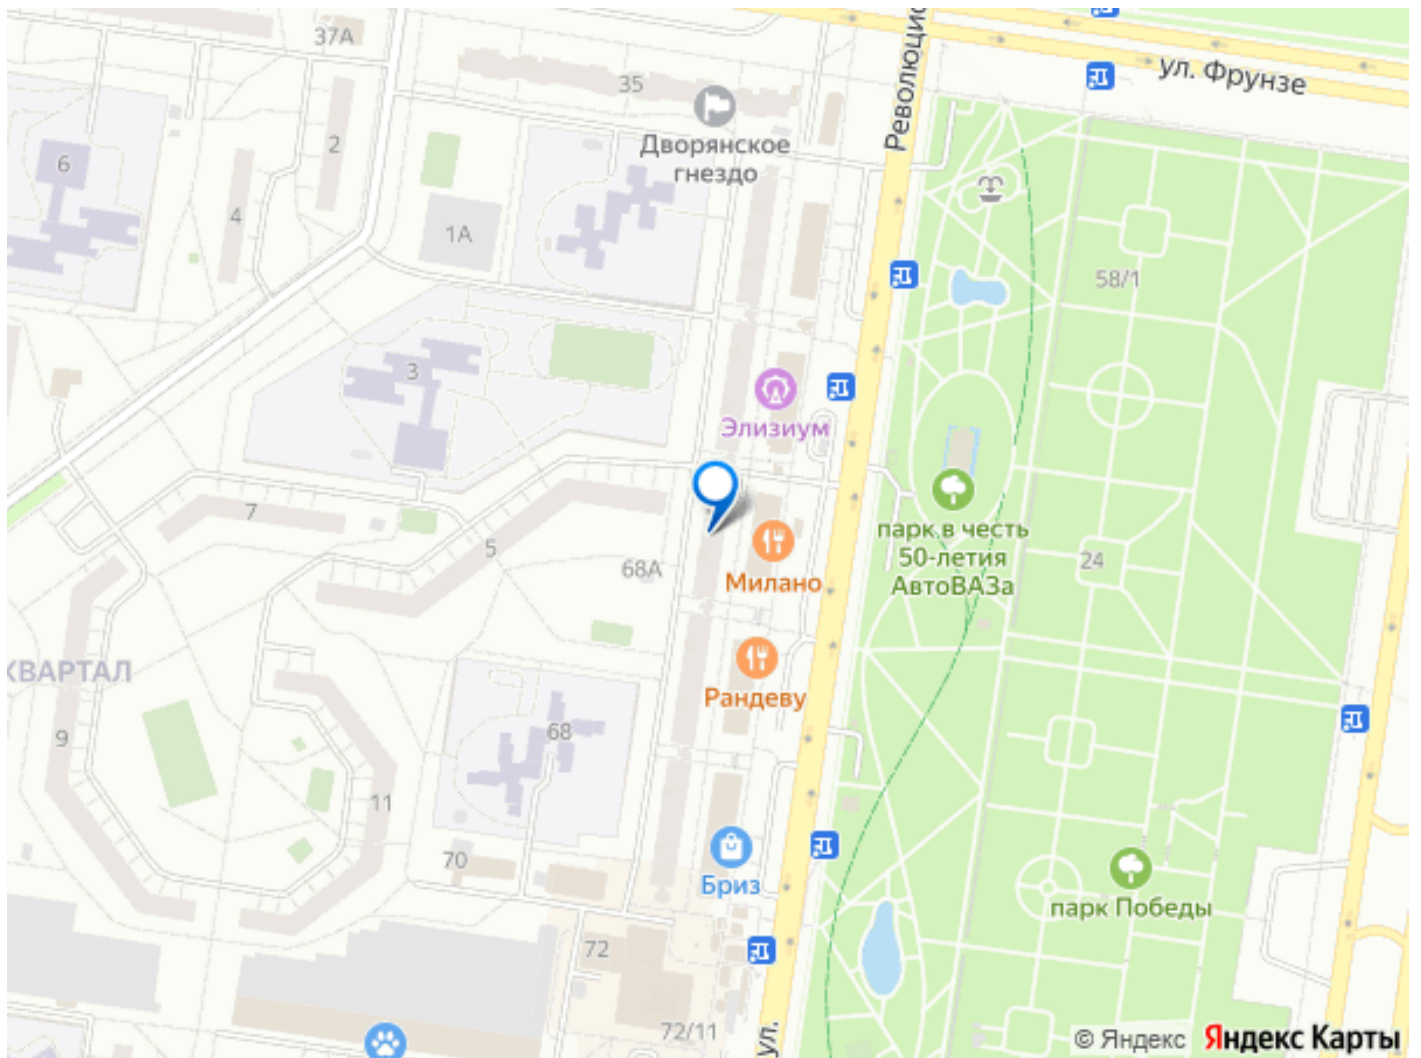 37А
35
ул. Фрунзе
Революцио
Дворянское
гнездо
2
6
4
1А
58/1
3
Элизиум
7
5
68А
Милано
парк в честь
50-летия
АвтоВАЗа
24
КВАРТАЛ
Рандеву
9
68
11
70
Бриз
парк Победы
72
72/11
ул.
© Яндекс Яндекс Карты